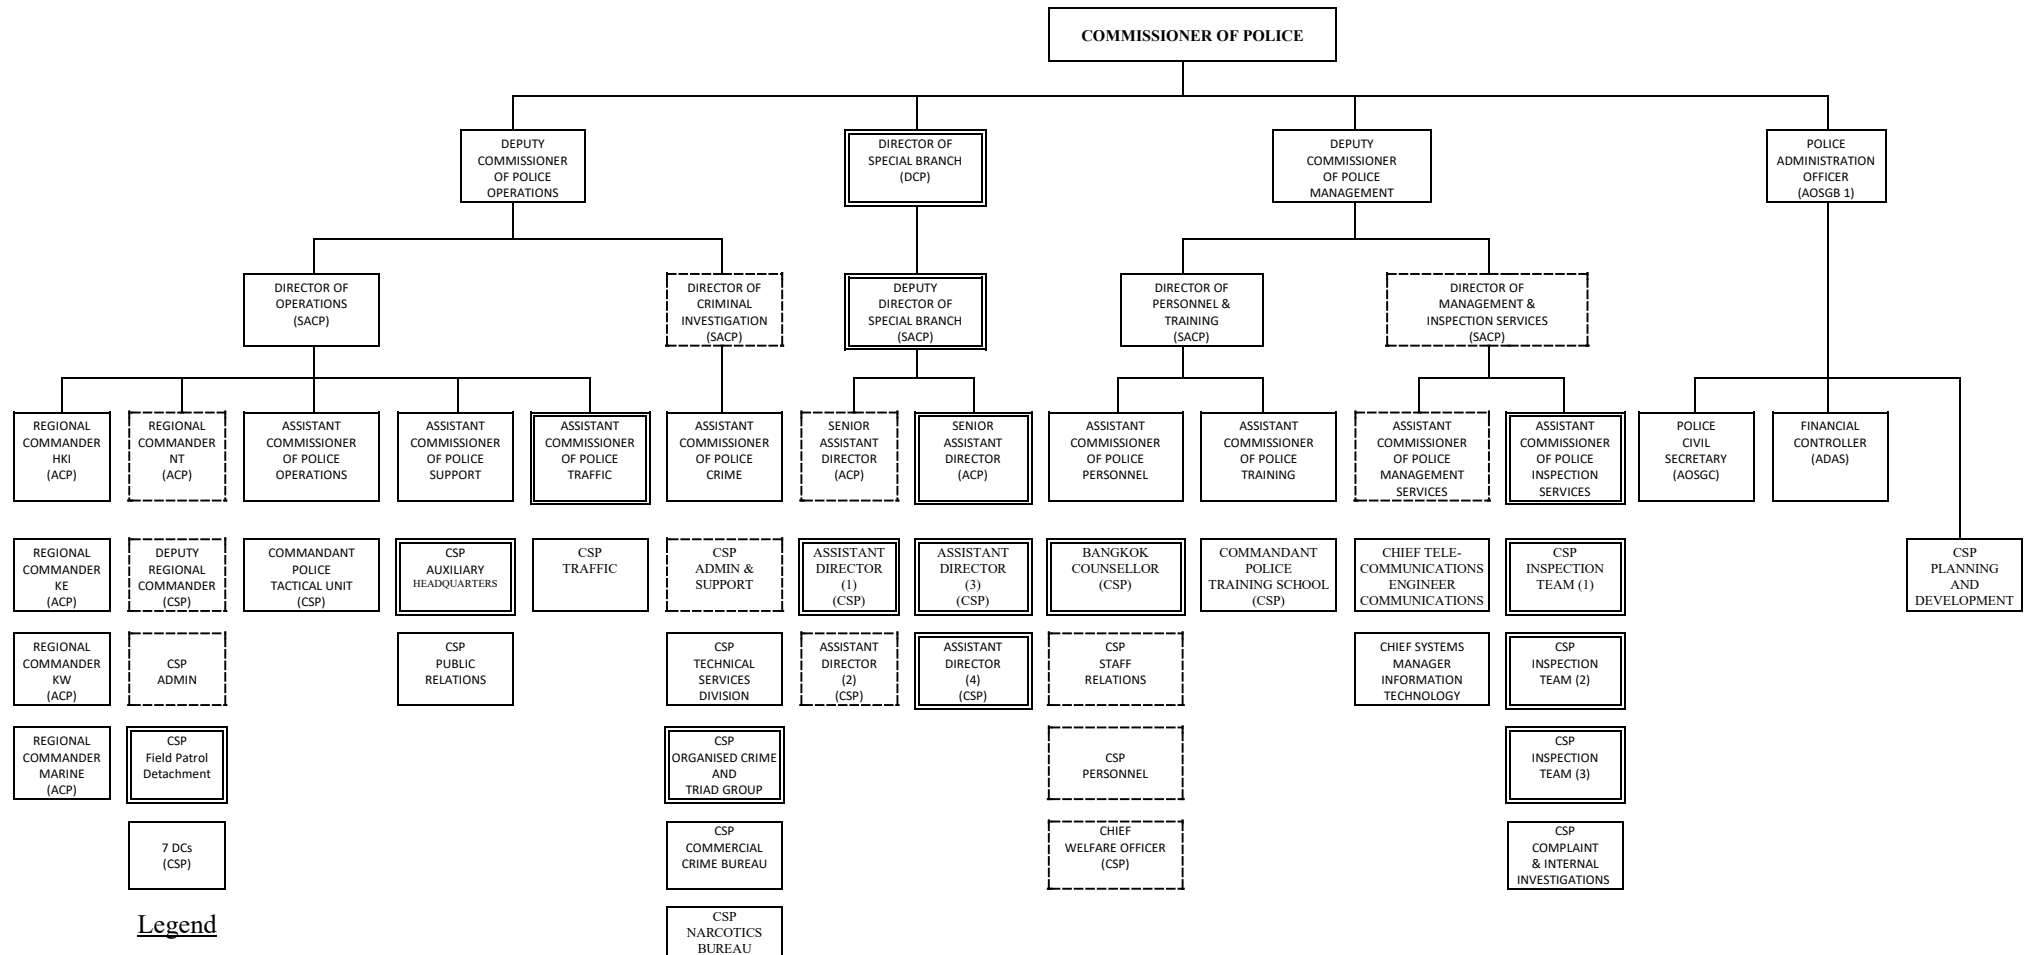 COMMISSIONER OF POLICE
DEPUTY
COMMISSIONER
OF POLICE
OPERATIONS
DIRECTOR OF
SPECIAL BRANCH
(DCP)
DEPUTY
COMMISSIONER
OF POLICE
MANAGEMENT
POLICE
ADMINISTRATION
OFFICER
(AOSGB 1)
DIRECTOR OF
OPERATIONS
(SACP)
DIRECTOR OF
CRIMINAL
INVESTIGATION
(SACP)
DEPUTY
DIRECTOR OF
SPECIAL BRANCH
(SACP)
DIRECTOR OF
PERSONNEL &
TRAINING
(SACP)
DIRECTOR OF
MANAGEMENT &
INSPECTION SERVICES
(SACP)
REGIONAL
COMMANDER
HKI
(ACP)
REGIONAL
COMMANDER
NT
(ACP)
ASSISTANT
COMMISSIONER
OF POLICE
OPERATIONS
ASSISTANT
COMMISSIONER
OF POLICE
SUPPORT
ASSISTANT
COMMISSIONER
OF POLICE
TRAFFIC
ASSISTANT
COMMISSIONER
OF POLICE
CRIME
SENIOR
ASSISTANT
DIRECTOR
(ACP)
SENIOR
ASSISTANT
DIRECTOR
(ACP)
ASSISTANT
COMMISSIONER
OF POLICE
PERSONNEL
ASSISTANT
COMMISSIONER
OF POLICE
TRAINING
ASSISTANT
COMMISSIONER
OF POLICE
MANAGEMENT
SERVICES
ASSISTANT
COMMISSIONER
OF POLICE
INSPECTION
SERVICES
POLICE
CIVIL
SECRETARY
(AOSGC)
FINANCIAL
CONTROLLER
(ADAS)
REGIONAL
COMMANDER
KE
(ACP)
DEPUTY
REGIONAL
COMMANDER
(CSP)
COMMANDANT
POLICE
TACTICAL UNIT
(CSP)
CSP
AUXILIARY
HEADQUARTERS
CSP
TRAFFIC
CSP
ADMIN &
SUPPORT
ASSISTANT
DIRECTOR
(1)
(CSP)
ASSISTANT
DIRECTOR
(3)
(CSP)
BANGKOK
COUNSELLOR
(CSP)
COMMANDANT
POLICE
TRAINING SCHOOL
(CSP)
CHIEF TELE-
COMMUNICATIONS
ENGINEER
COMMUNICATIONS
CSP
INSPECTION
TEAM (1)
CSP
PLANNING
AND
DEVELOPMENT
REGIONAL
COMMANDER
KW
(ACP)
CSP
ADMIN
CSP
PUBLIC
RELATIONS
CSP
TECHNICAL
SERVICES
DIVISION
ASSISTANT
DIRECTOR
(2)
(CSP)
ASSISTANT
DIRECTOR
(4)
(CSP)
CSP
STAFF
RELATIONS
CHIEF SYSTEMS
MANAGER
INFORMATION
TECHNOLOGY
CSP
INSPECTION
TEAM (2)
REGIONAL
COMMANDER
MARINE
(ACP)
CSP
Field Patrol
Detachment
CSP
ORGANISED CRIME
AND
TRIAD GROUP
CSP
PERSONNEL
CSP
INSPECTION
TEAM (3)
7 DCs
(CSP)
CSP
COMMERCIAL
CRIME BUREAU
CHIEF
WELFARE OFFICER
(CSP)
CSP
COMPLAINT
& INTERNAL
INVESTIGATIONS
Legend
CSP
NARCOTICS
BUREAU